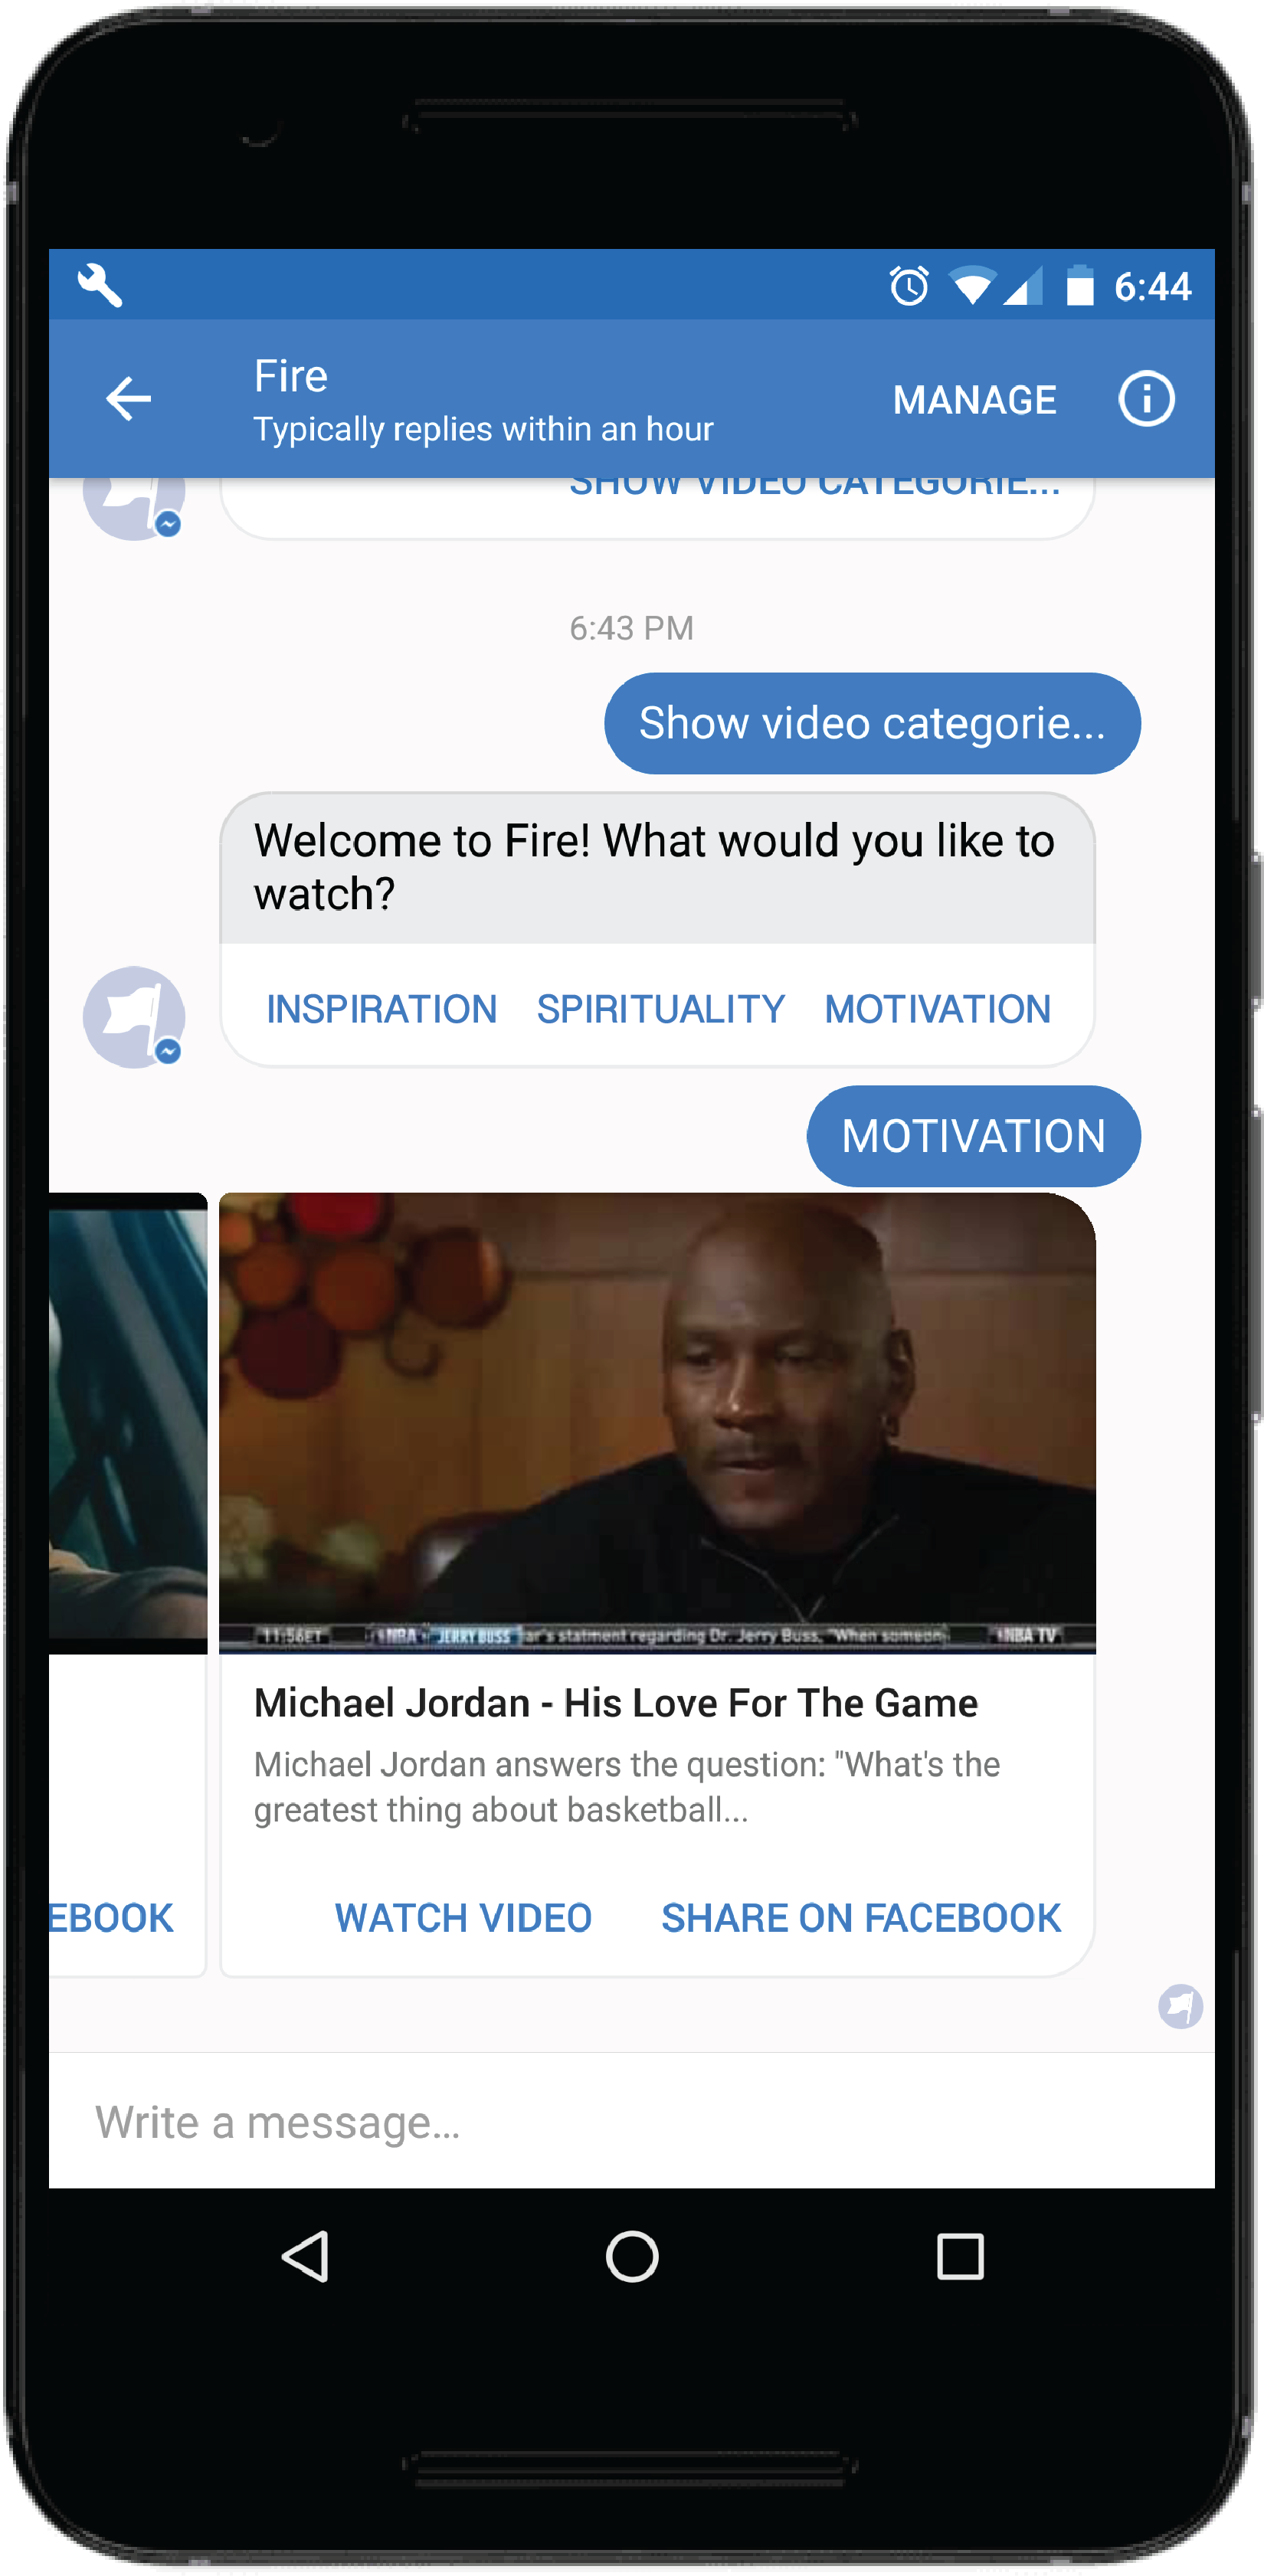 6:44
Fire
Typically replies within an hour
MANAGE
SHOW VIDEO CATEGORIE...
6:43 PM
Show video categorie...
Welcome to Fire! What would you like to
watch?
INSPIRATION SPIRITUALITY MOTIVATION
MOTIVATION
11:56ET NBA JERRY BUSS ar's statment regarding Dr. Jerry Buss, "When someon NBA TV
Michael Jordan - His Love For The Game
Michael Jordan answers the question: "What's the
greatest thing about basketball...
EBOOK
WATCH VIDEO SHARE ON FACEBOOK
Write a message...